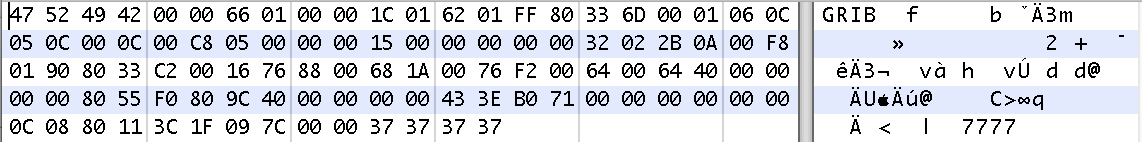 47 52 49 42 00 00 66 01 00 00 1C 01 62 01 FF 80 33 6D 00 01 06 0C GRIB f b ˇÄ3m
05 0C 00 0C 00 C8 05 00 00 00 15 00 00 00 00 00 32 02 2B 0A 00 F8 » 2 + ¯
01 90 80 33 C2 00 16 76 88 00 68 1A 00 76 F2 00 64 00 64 40 00 00 êÄ3¬ và h vÚ d d@
00 00 80 55 F0 80 9C 40 00 00 00 00 43 3E B0 71 00 00 00 00 00 00 ÄUÄú@ C>∞q
0C 08 80 11 3C 1F 09 7C 00 00 37 37 37 37 Ä < | 7777